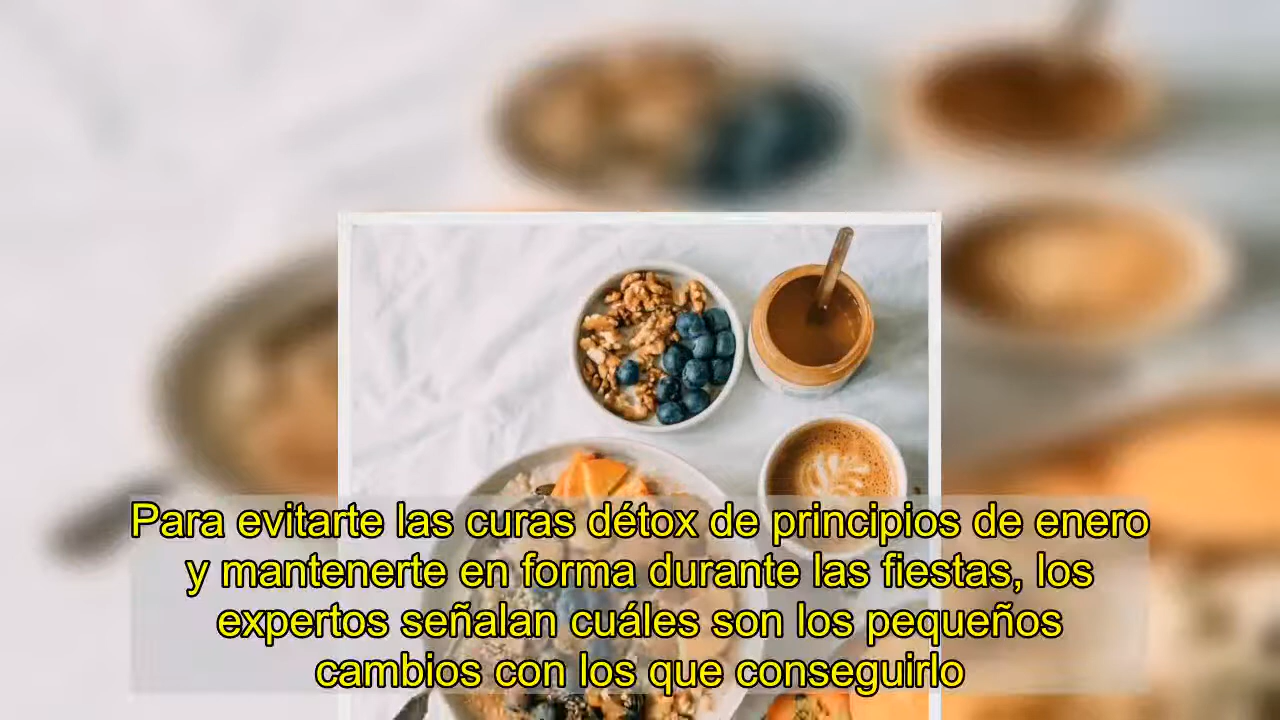 Para evitarte las curas détox de principios de enero
y mantenerte en forma durante las fiestas, los
expertos señalan cuáles son los pequeños
cambios con los que conseguirlo